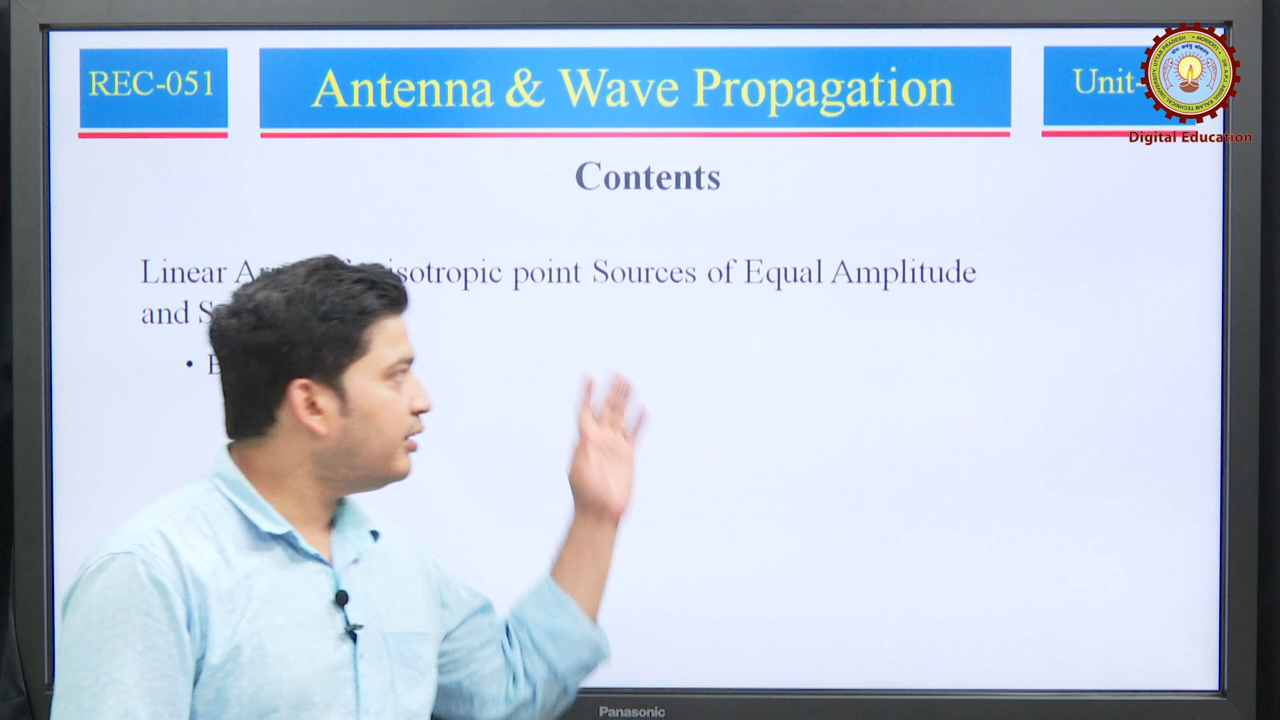 REC-051
Antenna & Wave Propagation
Unit-
Digital Education
Contents
Linear isotropic point Sources of Equal Amplitude
and
•
Panasonic